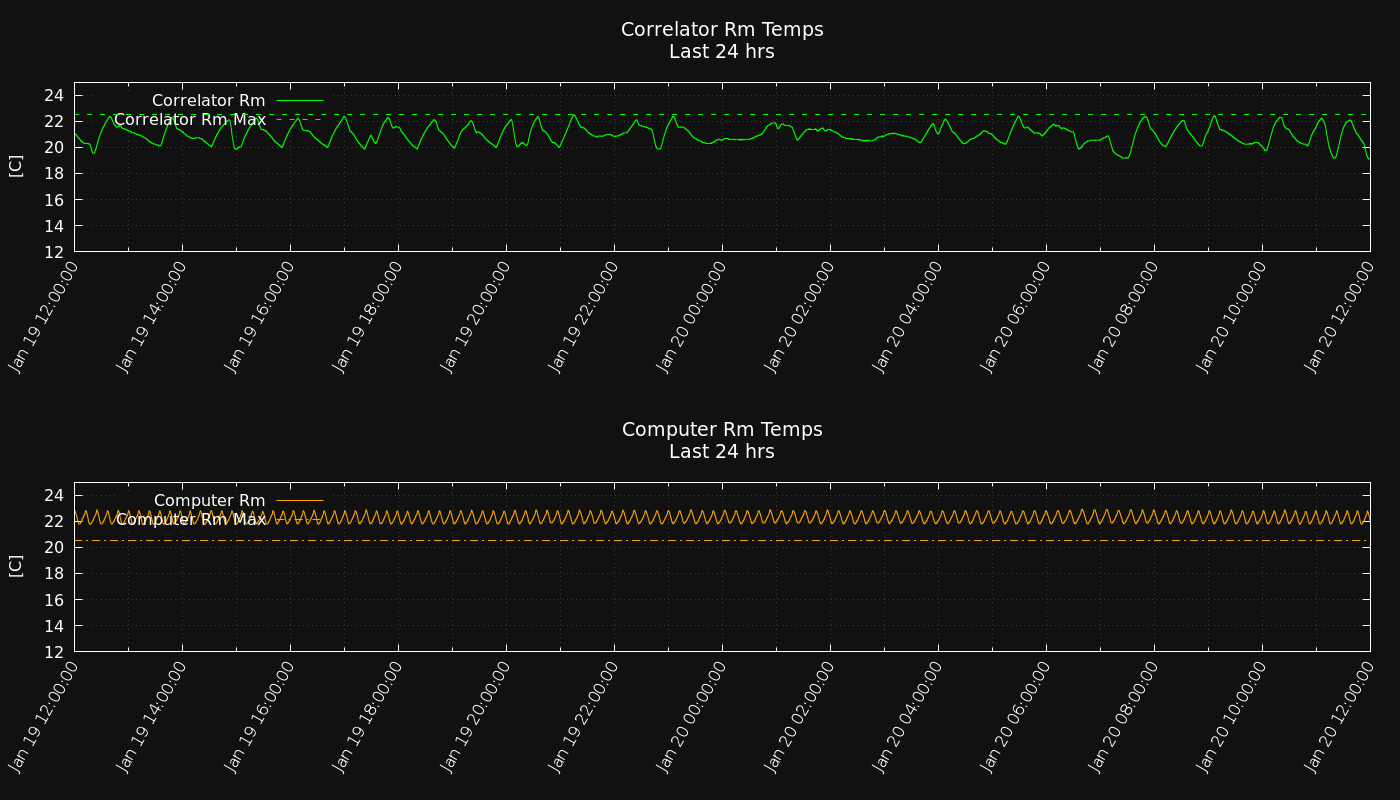 Correlator Rm Temps
Last 24 hrs
Correlator Rm
Correlator Rm Max
[C]
24
22
20
18
16
14
12
Jan 19 12:00:00
Jan 19 14:00:00
Jan 19 16:00:00
Jan 19 18:00:00
Jan 19 20:00:00
Jan 19 22:00:00
Jan 20 00:00:00
Jan 20 02:00:00
Jan 20 04:00:00
Jan 20 06:00:00
Jan 20 08:00:00
Jan 20 10:00:00
Jan 20 12:00:00
Computer Rm Temps
Last 24 hrs
Computer Rm
Computer Rm Max
[C]
24
22
20
18
16
14
12
Jan 19 12:00:00
Jan 19 14:00:00
Jan 19 16:00:00
Jan 19 18:00:00
Jan 19 20:00:00
Jan 19 22:00:00
Jan 20 00:00:00
Jan 20 02:00:00
Jan 20 04:00:00
Jan 20 06:00:00
Jan 20 08:00:00
Jan 20 10:00:00
Jan 20 12:00:00